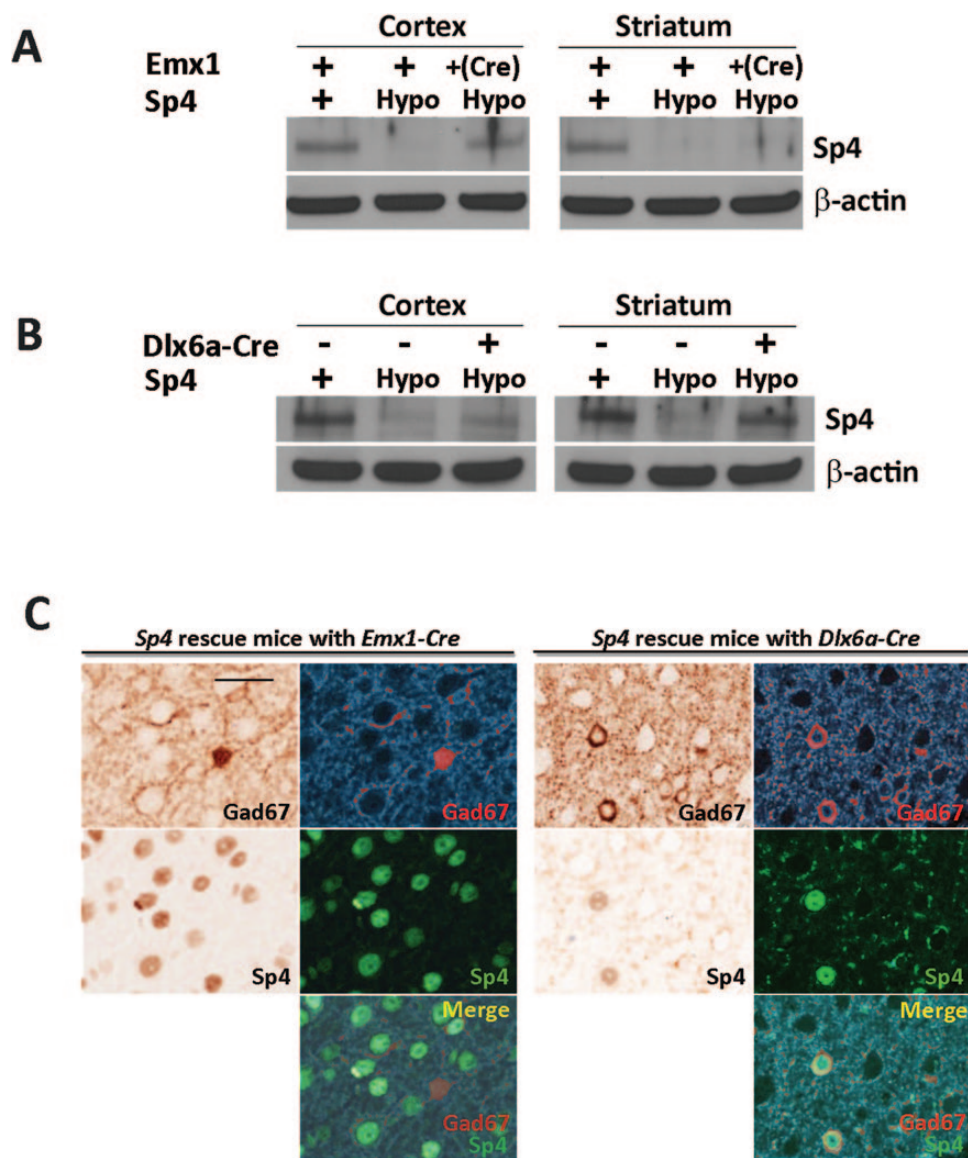 A
Cortex Striatum
Emx1 + + +(Cre) + + +(Cre)
Sp4 + Hypo Hypo + Hypo Hypo
Sp4
β-actin
B
Cortex Striatum
Dlx6a-Cre - - + - - +
Sp4 + Hypo Hypo + Hypo Hypo
Sp4
β-actin
C
Sp4 rescue mice with Emx1-Cre Sp4 rescue mice with Dlx6a-Cre
Gad67 Gad67 Gad67 Gad67
Sp4 Sp4 Sp4 Sp4
Merge Merge
Gad67 Gad67
Sp4 Sp4